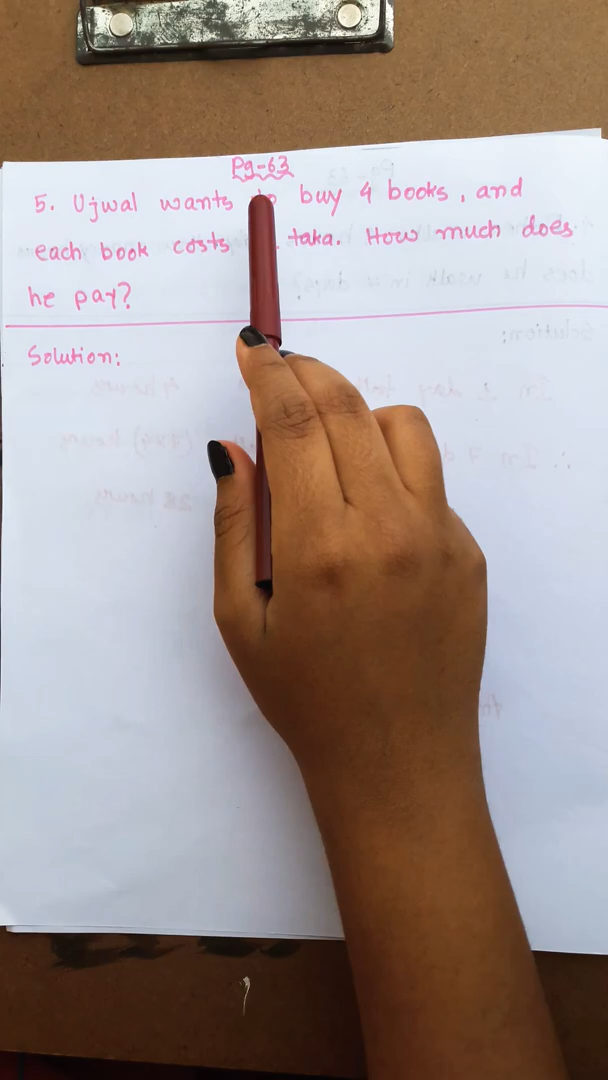 Pg-63
5. Ujwal wants to buy 4 books, and
each book costs taka. How much does
he pay?
Solution: